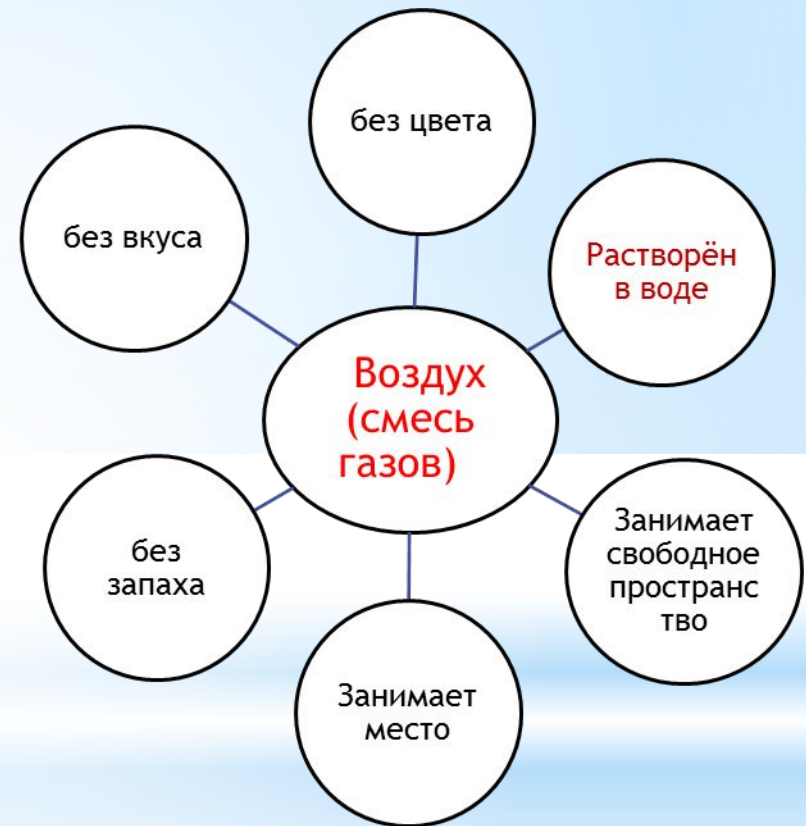 без цвета
без вкуса
Растворён
в воде
Воздух
(смесь
газов)
без
запаха
Занимает
свободное
пространс
тво
Занимает
место